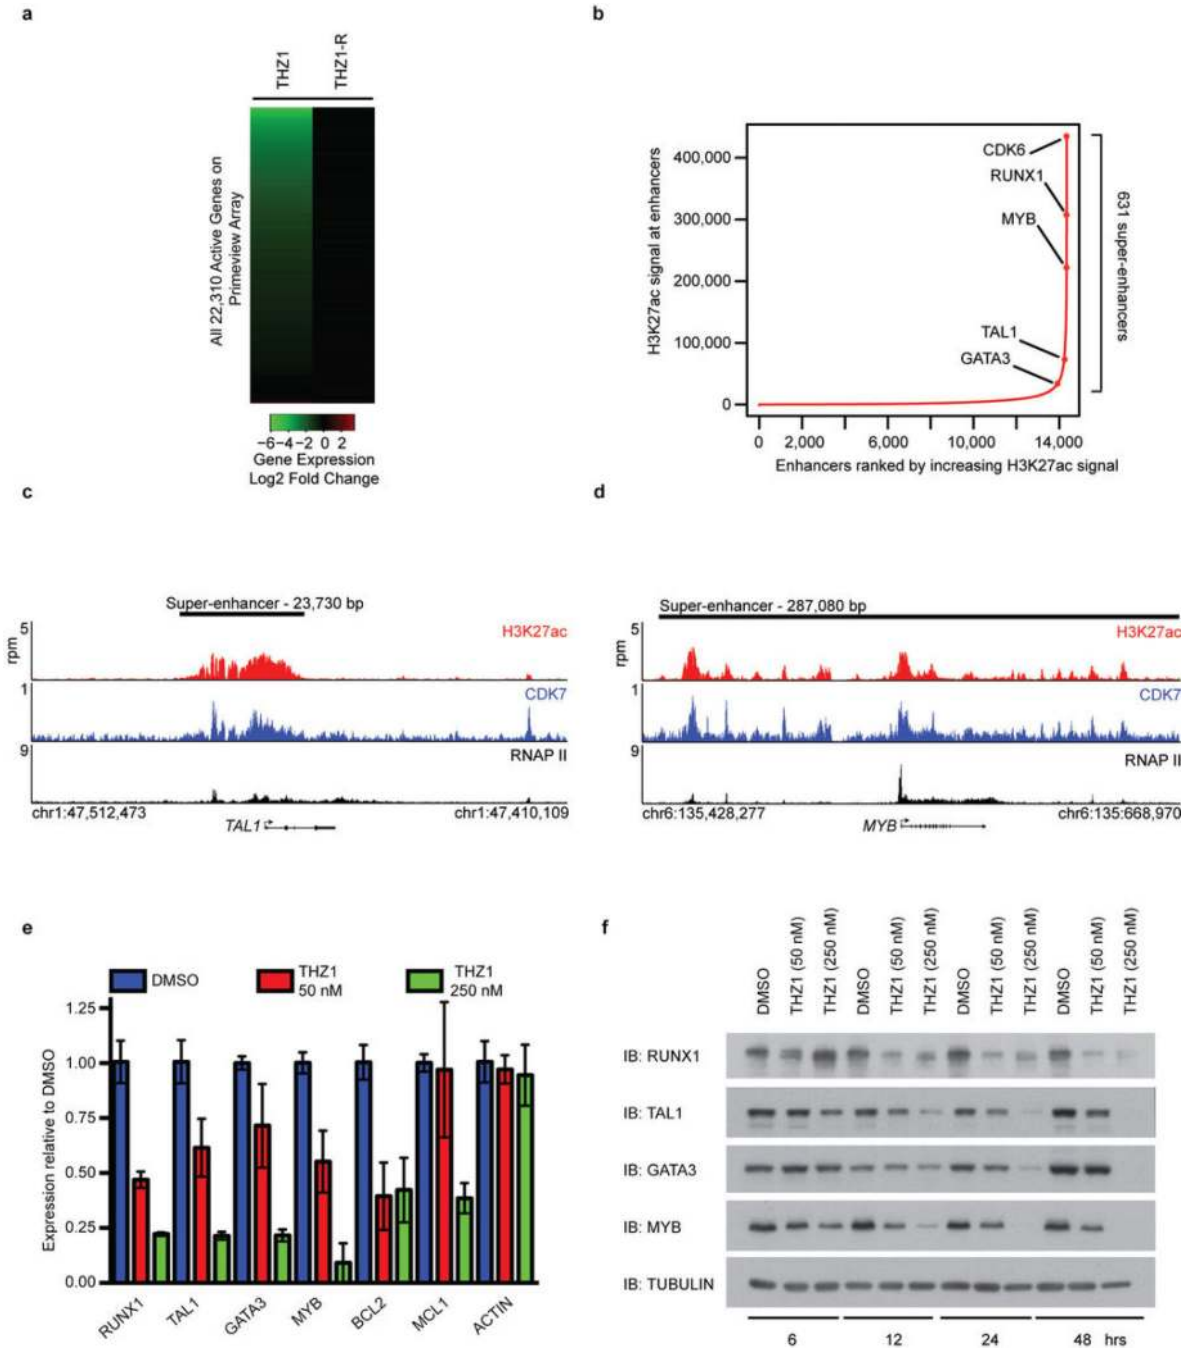 a
THZ1
THZ1-R
All 22,310 Active Genes on
Primeview Array
−6−4−2 0 2
Gene Expression
Log2 Fold Change
b
H3K27ac signal at enhancers
400,000
300,000
200,000
100,000
0
CDK6
RUNX1
MYB
TAL1
GATA3
631 super-enhancers
0 2,000 6,000 10,000 14,000
Enhancers ranked by increasing H3K27ac signal
c
Super-enhancer - 23,730 bp
5
rpm
H3K27ac
1
CDK7
9
RNAP II
chr1:47,512,473 chr1:47,410,109
TAL1
d
Super-enhancer - 287,080 bp
5
rpm
H3K27ac
1
CDK7
9
RNAP II
chr6:135,428,277 chr6:135:668,970
MYB
e
DMSO
THZ1
50 nM
THZ1
250 nM
Expression relative to DMSO
1.25
1.00
0.75
0.50
0.25
0.00
RUNX1
TAL1
GATA3
MYB
BCL2
MCL1
ACTIN
f
DMSO
THZ1 (50 nM)
THZ1 (250 nM)
DMSO
THZ1 (50 nM)
THZ1 (250 nM)
DMSO
THZ1 (50 nM)
THZ1 (250 nM)
DMSO
THZ1 (50 nM)
THZ1 (250 nM)
IB: RUNX1
IB: TAL1
IB: GATA3
IB: MYB
IB: TUBULIN
6 12 24 48 hrs